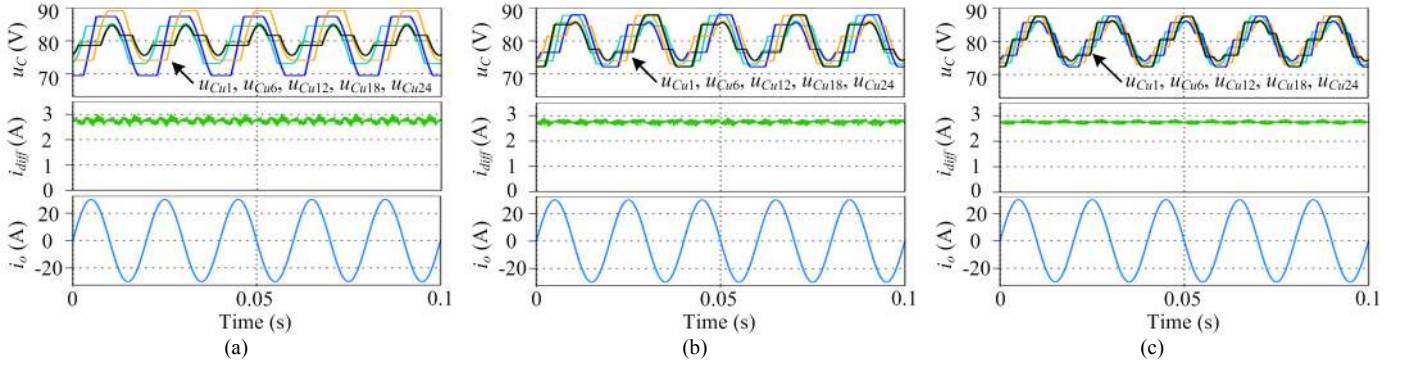 90
80
70
u_C (V)
u_Cu1, u_Cu6, u_Cu12, u_Cu18, u_Cu24
3
2
1
0
i_diff (A)
20
0
-20
i_o (A)
0 0.05 0.1
Time (s)
(a)
90
80
70
u_C (V)
u_Cu1, u_Cu6, u_Cu12, u_Cu18, u_Cu24
3
2
1
0
i_diff (A)
20
0
-20
i_o (A)
0 0.05 0.1
Time (s)
(b)
90
80
70
u_C (V)
u_Cu1, u_Cu6, u_Cu12, u_Cu18, u_Cu24
3
2
1
0
i_diff (A)
20
0
-20
i_o (A)
0 0.05 0.1
Time (s)
(c)